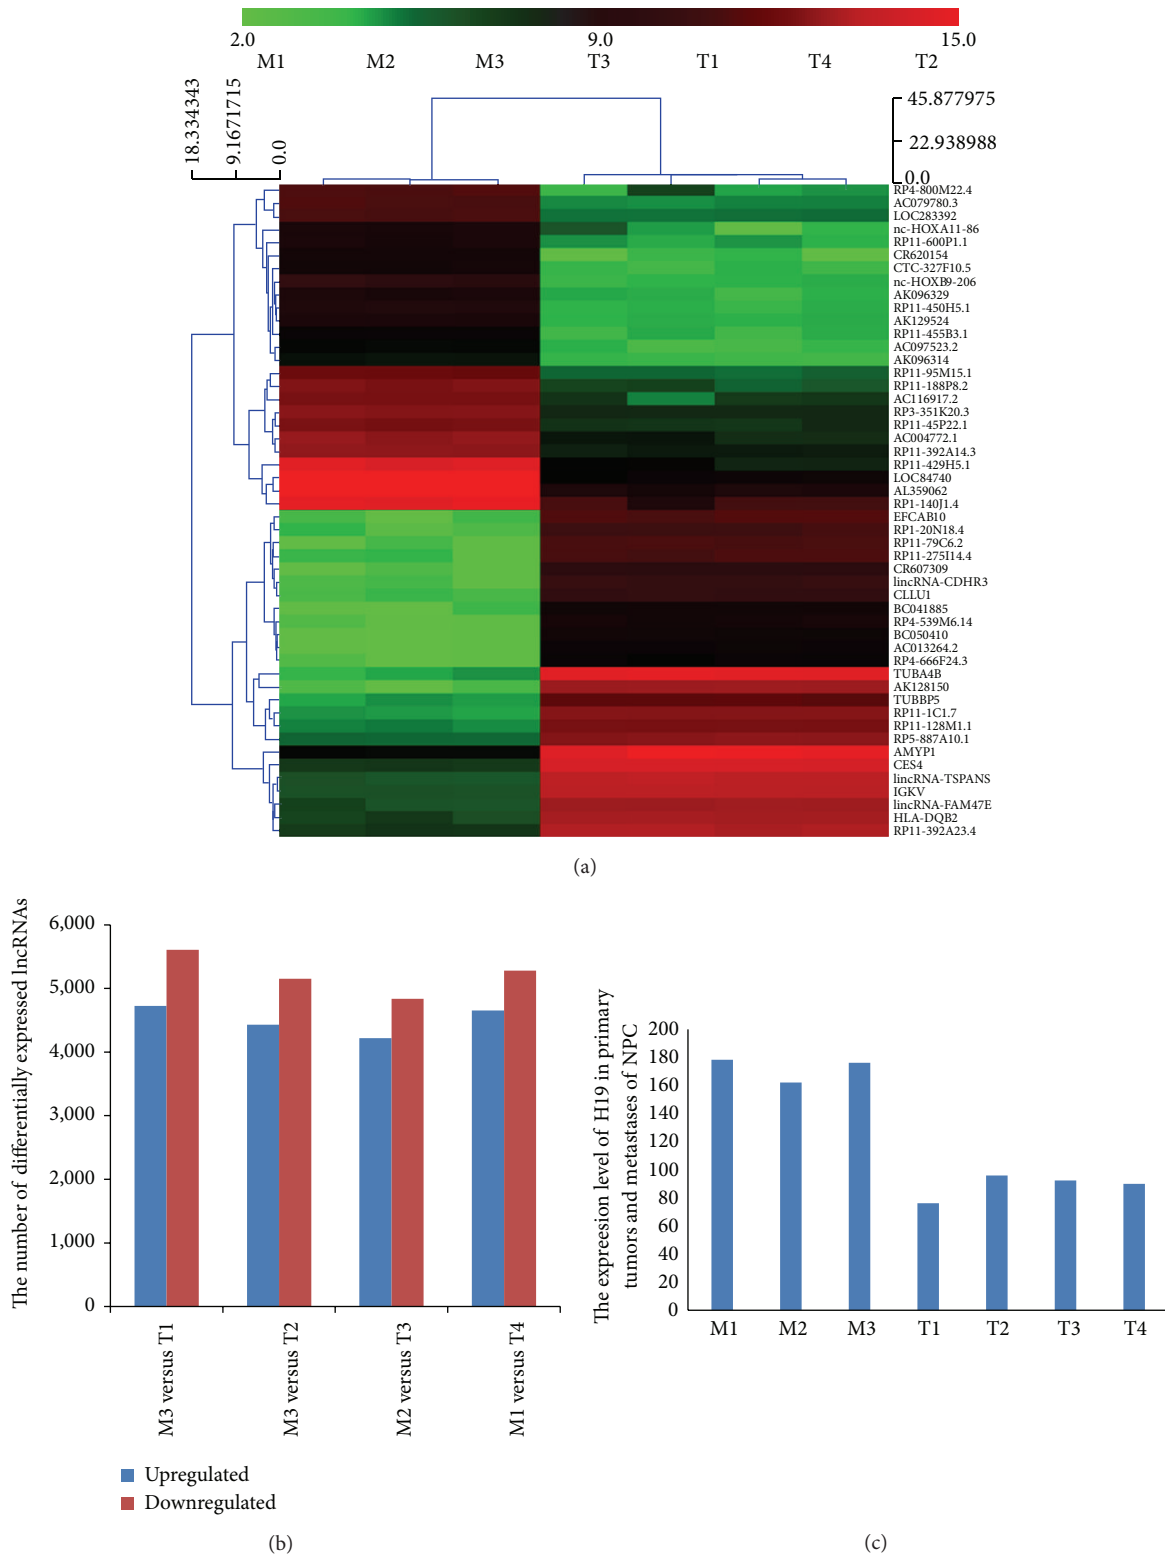 2.0 9.0 15.0
M1 M2 M3 T3 T1 T4 T2
18.334343
9.1671715
0.0
45.877975
22.938988
0.0
RP4-800M22.4
AC079780.3
LOC283392
nc-HOXA11-86
RP11-600P1.1
CR620154
CTC-327F10.5
nc-HOXB9-206
AK096329
RP11-450H5.1
AK129524
RP11-455B3.1
AC097523.2
AK096314
RP11-95M15.1
RP11-188P8.2
AC116917.2
RP3-351K20.3
RP11-45P22.1
AC004772.1
RP11-392A14.3
RP11-429H5.1
LOC84740
AL359062
RP1-140J1.4
EFCAB10
RP1-20N18.4
RP11-79C6.2
RP11-275I14.4
CR607309
lincRNA-CDHR3
CLLU1
BC041885
RP4-539M6.14
BC050410
AC013264.2
RP4-666F24.3
TUBA4B
AK128150
TUBBP5
RP11-1C1.7
RP11-128M1.1
RP5-887A10.1
AMYP1
CES4
lincRNA-TSPANS
IGKV
lincRNA-FAM47E
HLA-DQB2
RP11-392A23.4
(a)
The number of differentially expressed lncRNAs
6,000
5,000
4,000
3,000
2,000
1,000
0
M3 versus T1
M3 versus T2
M2 versus T3
M1 versus T4
Upregulated
Downregulated
(b)
The expreesion level of H19 in primary
tumors and metastases of NPC
200
180
160
140
120
100
80
60
40
20
0
M1 M2 M3 T1 T2 T3 T4
(c)